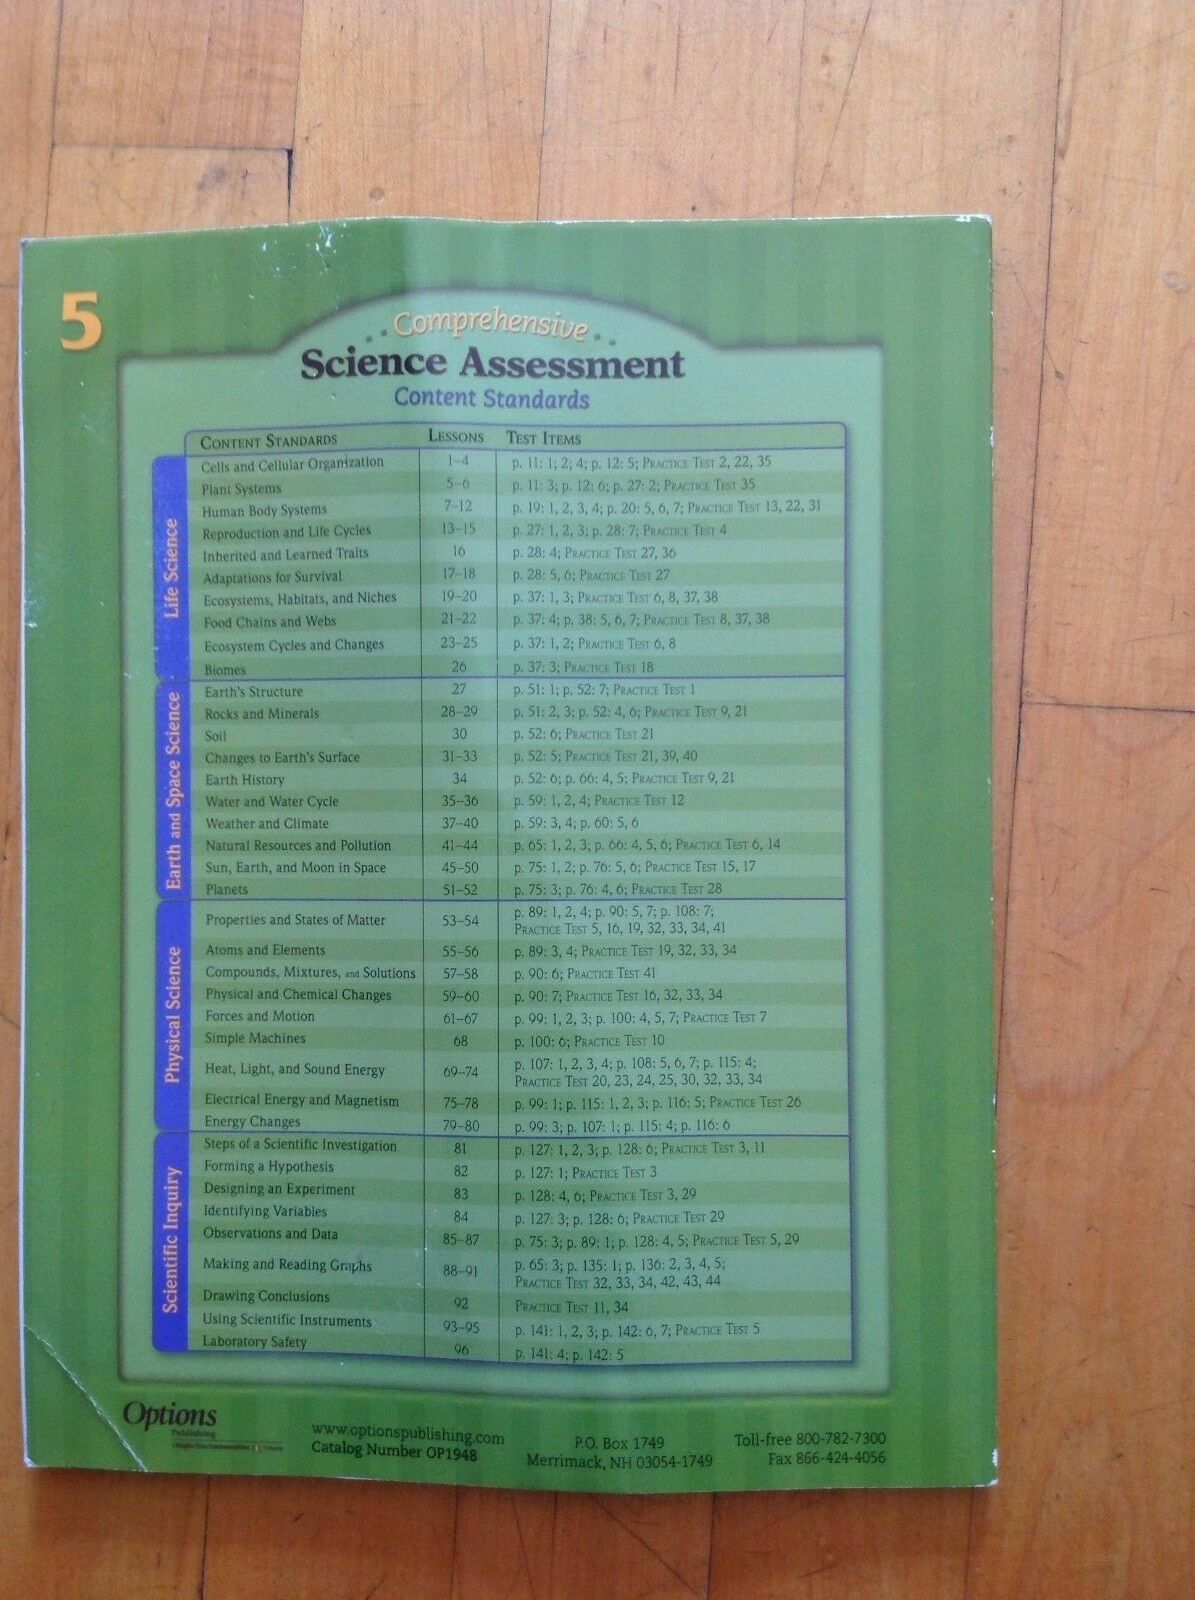 5
Comprehensive
Science Assessment
Content Standards
CONTENT STANDARDS LESSONS TEST ITEMS
Life Science
Cells and Cellular Organization 1–4 p. 11: 1; 2; 4; p. 12: 5; PRACTICE TEST 2, 22, 35
Plant Systems 5–6 p. 11: 3; p. 12: 6; p. 27: 2; PRACTICE TEST 35
Human Body Systems 7–12 p. 19: 1, 2, 3, 4; p. 20: 5, 6, 7; PRACTICE TEST 13, 22, 31
Reproduction and Life Cycles 13–15 p. 27: 1, 2, 3; p. 28: 7; PRACTICE TEST 4
Inherited and Learned Traits 16 p. 28: 4; PRACTICE TEST 27, 36
Adaptations for Survival 17–18 p. 28: 5, 6; PRACTICE TEST 27
Ecosystems, Habitats, and Niches 19–20 p. 37: 1, 3; PRACTICE TEST 6, 8, 37, 38
Food Chains and Webs 21–22 p. 37: 4; p. 38: 5, 6, 7; PRACTICE TEST 8, 37, 38
Ecosystem Cycles and Changes 23–25 p. 37: 1, 2; PRACTICE TEST 6, 8
Biomes 26 p. 37: 3; PRACTICE TEST 18
Earth and Space Science
Earth's Structure 27 p. 51: 1; p. 52: 7; PRACTICE TEST 1
Rocks and Minerals 28–29 p. 51: 2, 3; p. 52: 4, 6; PRACTICE TEST 9, 21
Soil 30 p. 52: 6; PRACTICE TEST 21
Changes to Earth's Surface 31–33 p. 52: 5; PRACTICE TEST 21, 39, 40
Earth History 34 p. 52: 6; p. 66: 4, 5; PRACTICE TEST 9, 21
Water and Water Cycle 35–36 p. 59: 1, 2, 4; PRACTICE TEST 12
Weather and Climate 37–40 p. 59: 3, 4; p. 60: 5, 6
Natural Resources and Pollution 41–44 p. 65: 1, 2, 3; p. 66: 4, 5, 6; PRACTICE TEST 6, 14
Sun, Earth, and Moon in Space 45–50 p. 75: 1, 2; p. 76: 5, 6; PRACTICE TEST 15, 17
Planets 51–52 p. 75: 3; p. 76: 4, 6; PRACTICE TEST 28
Physical Science
Properties and States of Matter 53–54 p. 89: 1, 2, 4; p. 90: 5, 7; p. 108: 7;
PRACTICE TEST 5, 16, 19, 32, 33, 34, 41
Atoms and Elements 55–56 p. 89: 3, 4; PRACTICE TEST 19, 32, 33, 34
Compounds, Mixtures, and Solutions 57–58 p. 90: 6; PRACTICE TEST 41
Physical and Chemical Changes 59–60 p. 90: 7; PRACTICE TEST 16, 32, 33, 34
Forces and Motion 61–67 p. 99: 1, 2, 3; p. 100: 4, 5, 7; PRACTICE TEST 7
Simple Machines 68 p. 100: 6; PRACTICE TEST 10
Heat, Light, and Sound Energy 69–74 p. 107: 1, 2, 3, 4; p. 108: 5, 6, 7; p. 115: 4;
PRACTICE TEST 20, 23, 24, 25, 30, 32, 33, 34
Electrical Energy and Magnetism 75–78 p. 99: 1; p. 115: 1, 2, 3; p. 116: 5; PRACTICE TEST 26
Energy Changes 79–80 p. 99: 3; p. 107: 1; p. 115: 4; p. 116: 6
Scientific Inquiry
Steps of a Scientific Investigation 81 p. 127: 1, 2, 3; p. 128: 6; PRACTICE TEST 3, 11
Forming a Hypothesis 82 p. 127: 1; PRACTICE TEST 3
Designing an Experiment 83 p. 128: 4, 6; PRACTICE TEST 3, 29
Identifying Variables 84 p. 127: 3; p. 128: 6; PRACTICE TEST 29
Observations and Data 85–87 p. 75: 3; p. 89: 1; p. 128: 4, 5; PRACTICE TEST 5, 29
Making and Reading Graphs 88–91 p. 65: 3; p. 135: 1; p. 136: 2, 3, 4, 5;
PRACTICE TEST 32, 33, 34, 42, 43, 44
Drawing Conclusions 92 PRACTICE TEST 11, 34
Using Scientific Instruments 93–95 p. 141: 1, 2, 3; p. 142: 6, 7; PRACTICE TEST 5
Laboratory Safety 96 p. 141: 4; p. 142: 5
Options
Publishing
www.optionspublishing.com
Catalog Number OP1948
P.O. Box 1749
Merrimack, NH 03054-1749
Toll-free 800-782-7300
Fax 866-424-4056